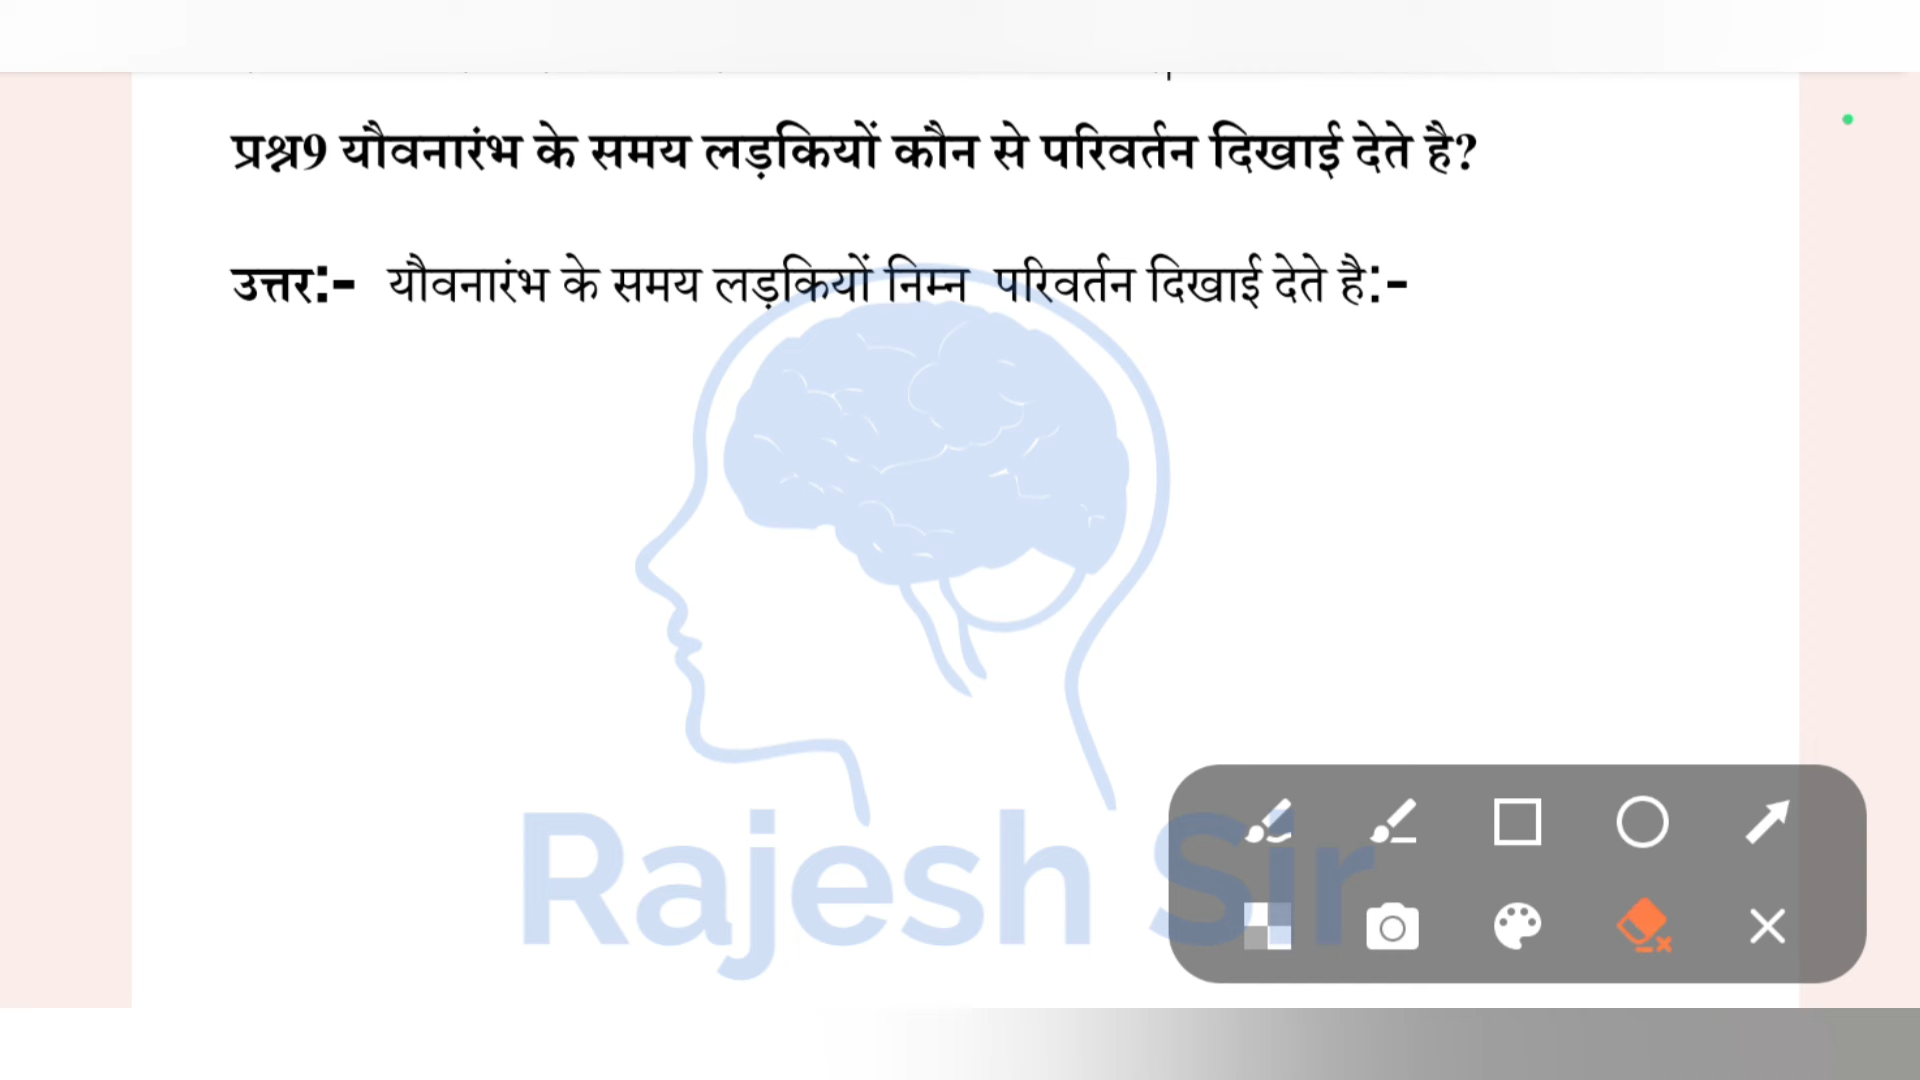 प्रश्न9 यौवनारंभ के समय लड़कियों कौन से परिवर्तन दिखाई देते है?
उत्तर:- यौवनारंभ के समय लड़कियों निम्न परिवर्तन दिखाई देते है:-
Rajesh Sir